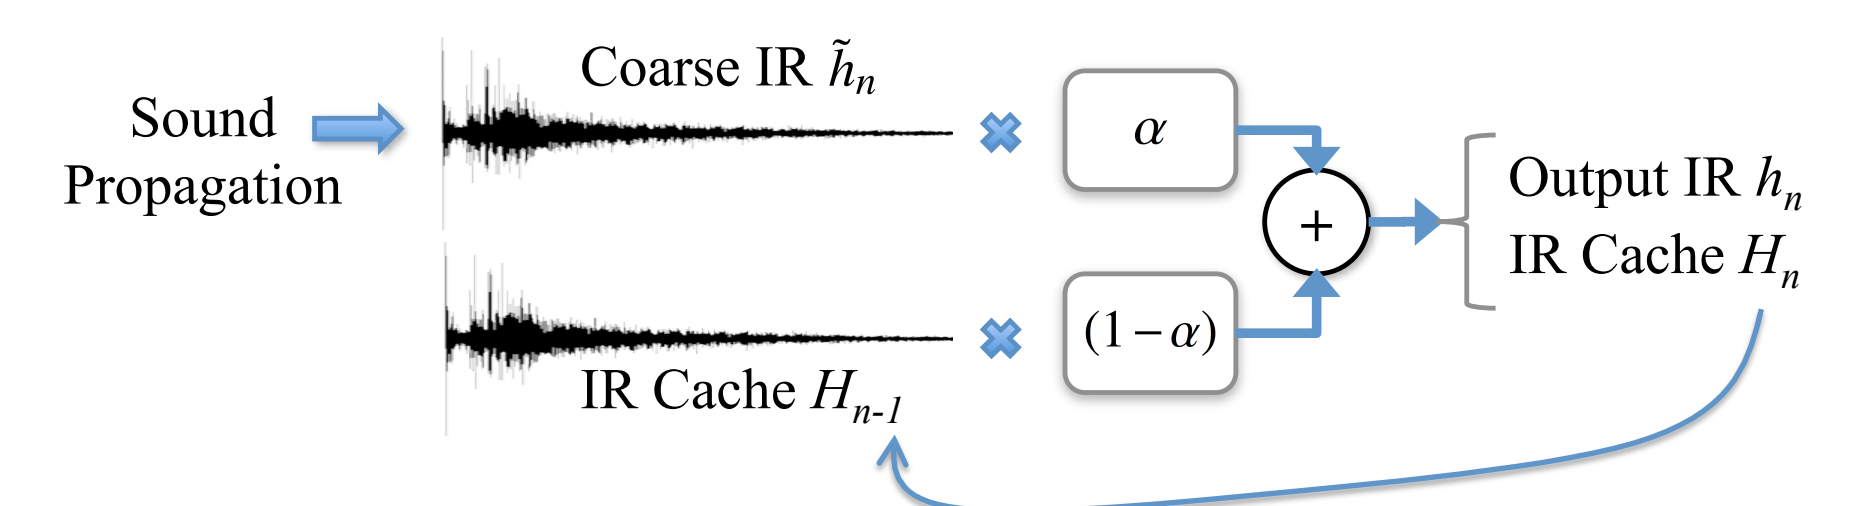 Sound
Propagation
Coarse IR h̃ₙ
α
IR Cache Hₙ₋₁
(1−α)
+
Output IR hₙ
IR Cache Hₙ